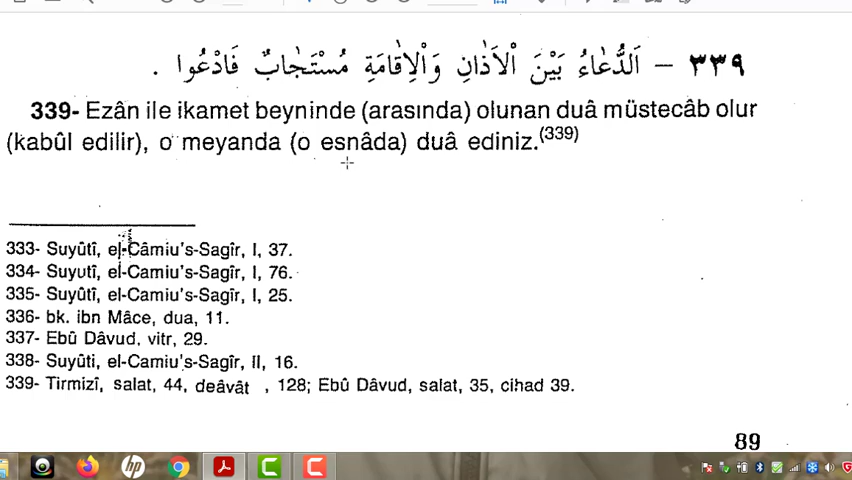 ٣٣٩ – اَلدُّعَاءُ بَيْنَ اْلاَذَانِ وَاْلاِقَامَةِ مُسْتَجَابٌ فَادْعُوا .
339- Ezân ile ikamet beyninde (arasında) olunan duâ müstecâb olur
(kabûl edilir), o meyanda (o esnâda) duâ ediniz.(339)
333- Suyûtî, el-Câmiu's-Sagîr, I, 37.
334- Suyutî, el-Camiu's-Sagîr, I, 76.
335- Suyûtî, el-Camiu's-Sagîr, I, 25.
336- bk. ibn Mâce, dua, 11.
337- Ebû Dâvud, vitr, 29.
338- Suyûti, el-Camiu's-Sagîr, II, 16.
339- Tirmizî, salat, 44, deâvât , 128; Ebû Dâvud, salat, 35, cihad 39.
89
hp